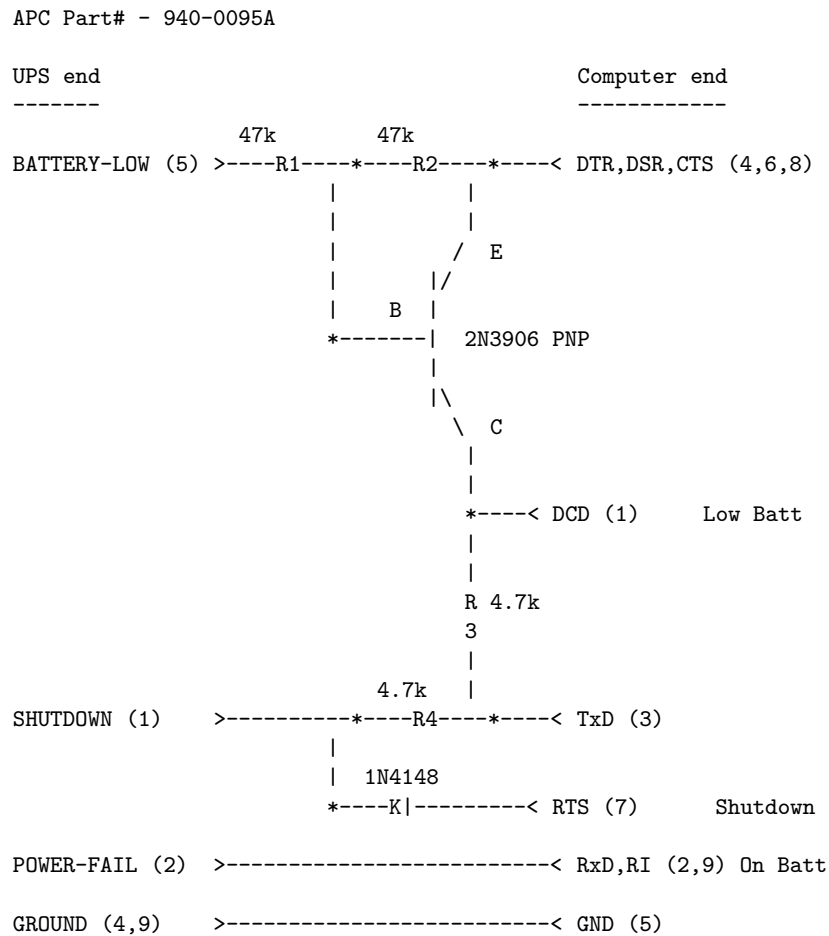 APC Part# - 940-0095A
UPS end                                        Computer end
-------                                        ------------
47k        47k
BATTERY-LOW (5) >----R1----*----R2----*----< DTR,DSR,CTS (4,6,8)
|           |
|           |
|          /  E
|        |/
|    B   |
*-------|  2N3906 PNP
|
|\
\  C
|
|
*----< DCD (1)     Low Batt
|
|
R 4.7k
3
|
4.7k   |
SHUTDOWN (1)    >----------*----R4----*----< TxD (3)
|
|  1N4148
*----K|---------< RTS (7)      Shutdown
POWER-FAIL (2)  >--------------------------< RxD,RI (2,9) On Batt
GROUND (4,9)    >--------------------------< GND (5)